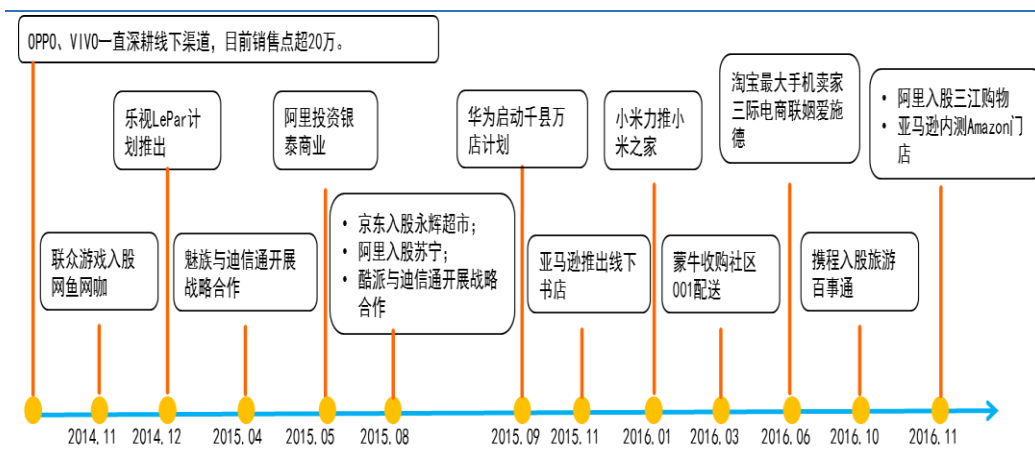 OPPO、VIVO一直深耕线下渠道，目前销售点超20万。
乐视LePar计
划推出
阿里投资银
泰商业
华为启动千县万
店计划
小米力推小
米之家
淘宝最大手机卖家
三际电商联姻爱施
德
• 阿里入股三江购物
• 亚马逊内测Amazon门
店
联众游戏入股
网鱼网咖
魅族与迪信通开展
战略合作
• 京东入股永辉超市；
• 阿里入股苏宁；
• 酷派与迪信通开展战略
合作
亚马逊推出线下
书店
蒙牛收购社区
001配送
携程入股旅游
百事通
2014.11
2014.12
2015.04
2015.05
2015.08
2015.09
2015.11
2016.01
2016.03
2016.06
2016.10
2016.11